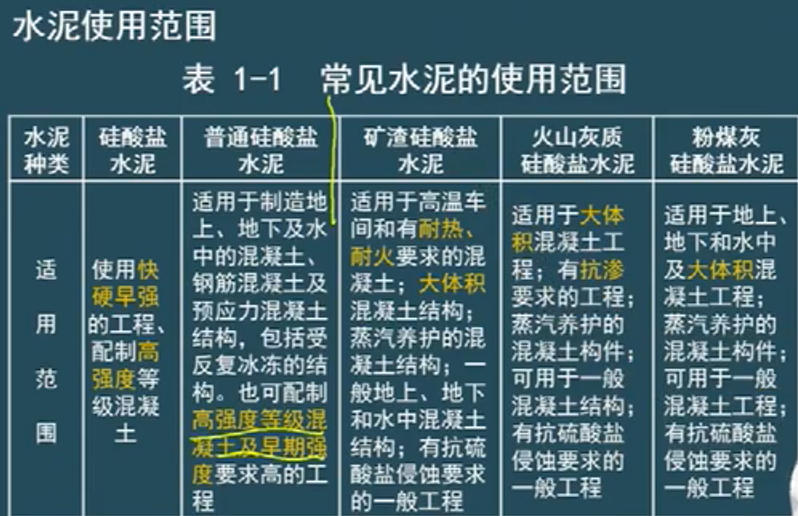 水泥使用范围
表 1-1 常见水泥的使用范围
水泥
种类
硅酸盐
水泥
普通硅酸盐
水泥
矿渣硅酸盐
水泥
火山灰质
硅酸盐水泥
粉煤灰
硅酸盐水泥
适
用
范
围
使用快
硬早强
的工程、
配制高
强度等
级混凝
土
适用于制造地
上、地下及水
中的混凝土、
钢筋混凝土及
预应力混凝土
结构，包括受
反复冰冻的结
构。也可配制
高强度等级混
凝土及早期强
度要求高的工
程
适用于高温车
间和有耐热、
耐火要求的混
凝土；大体积
混凝土结构；
蒸汽养护的混
凝土结构；一
般地上、地下
和水中混凝土
结构；有抗硫
酸盐侵蚀要求
的一般工程
适用于大体
积混凝土工
程；有抗渗
要求的工程；
蒸汽养护的
混凝土构件；
可用于一般
混凝土结构；
有抗硫酸盐
侵蚀要求的
一般工程
适用于地上、
地下和水中
及大体积混
凝土工程；
蒸汽养护的
混凝土构件；
可用于一般
混凝土工程；
有抗硫酸盐
侵蚀要求的
一般工程